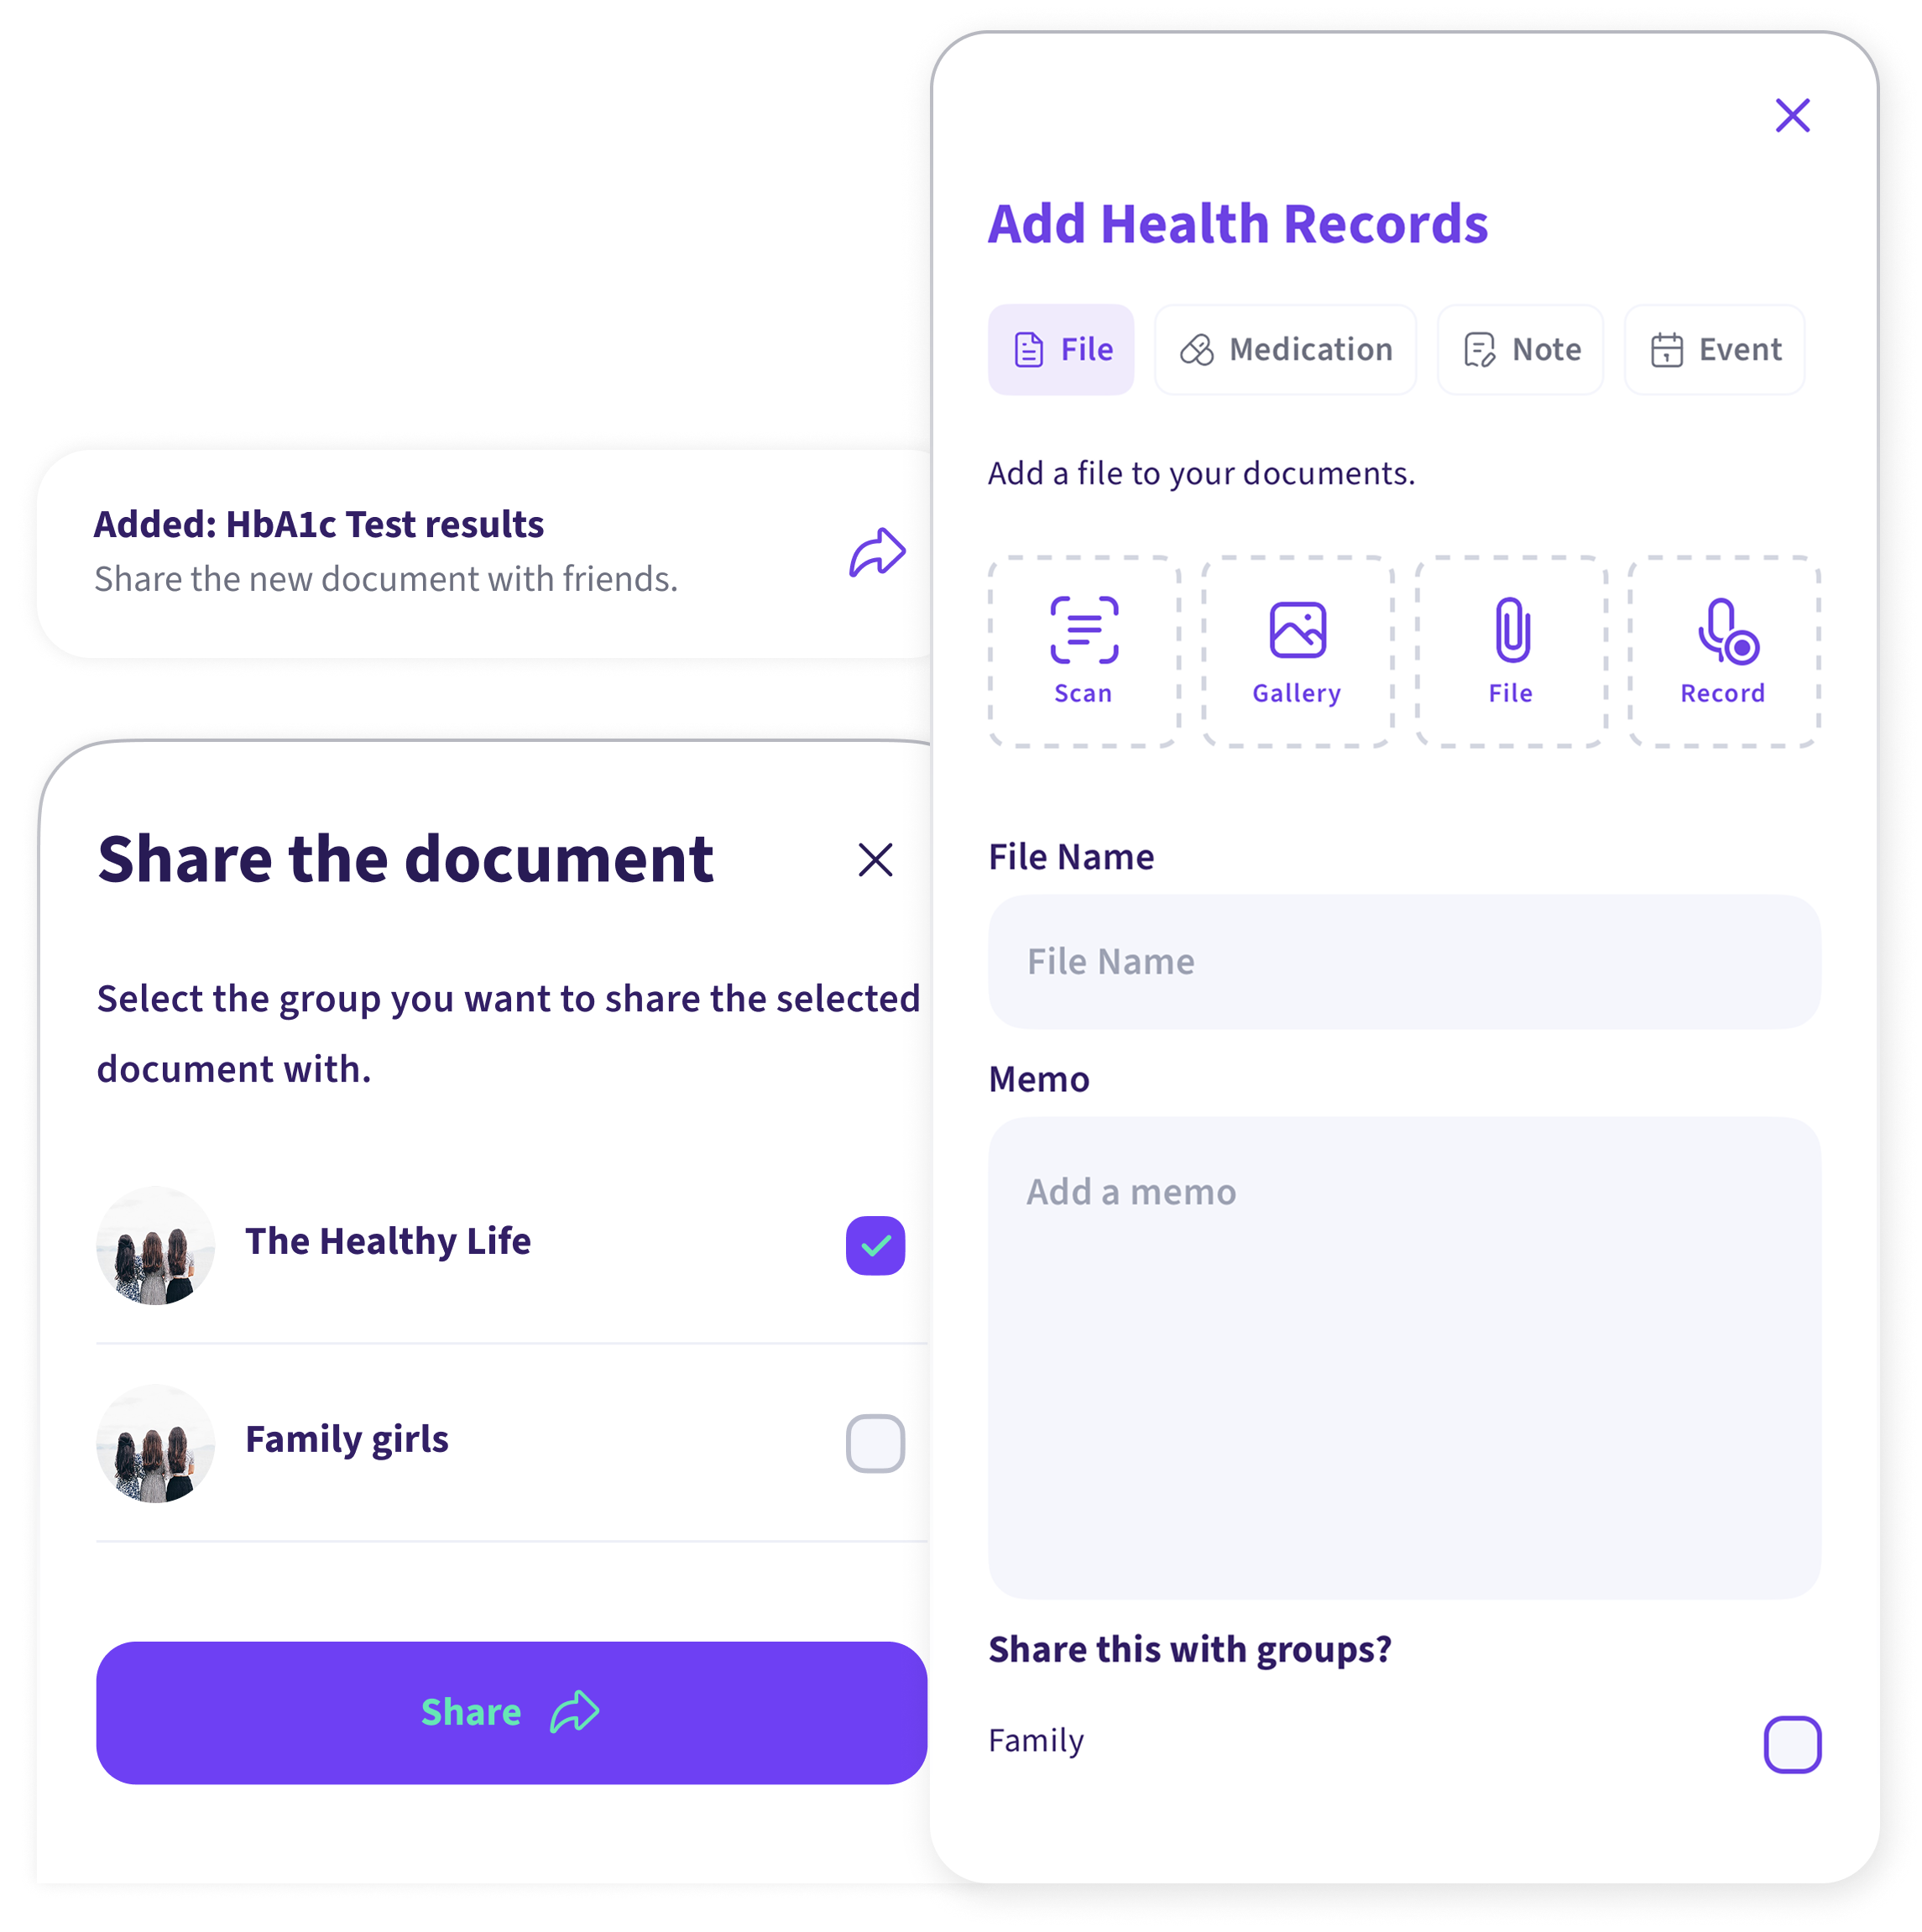 Added: HbA1c Test results
Share the new document with friends.
Share the document
Select the group you want to share the selected
document with.
The Healthy Life
Family girls
Share
Add Health Records
File
Medication
Note
Event
Add a file to your documents.
Scan
Gallery
File
Record
File Name
File Name
Memo
Add a memo
Share this with groups?
Family